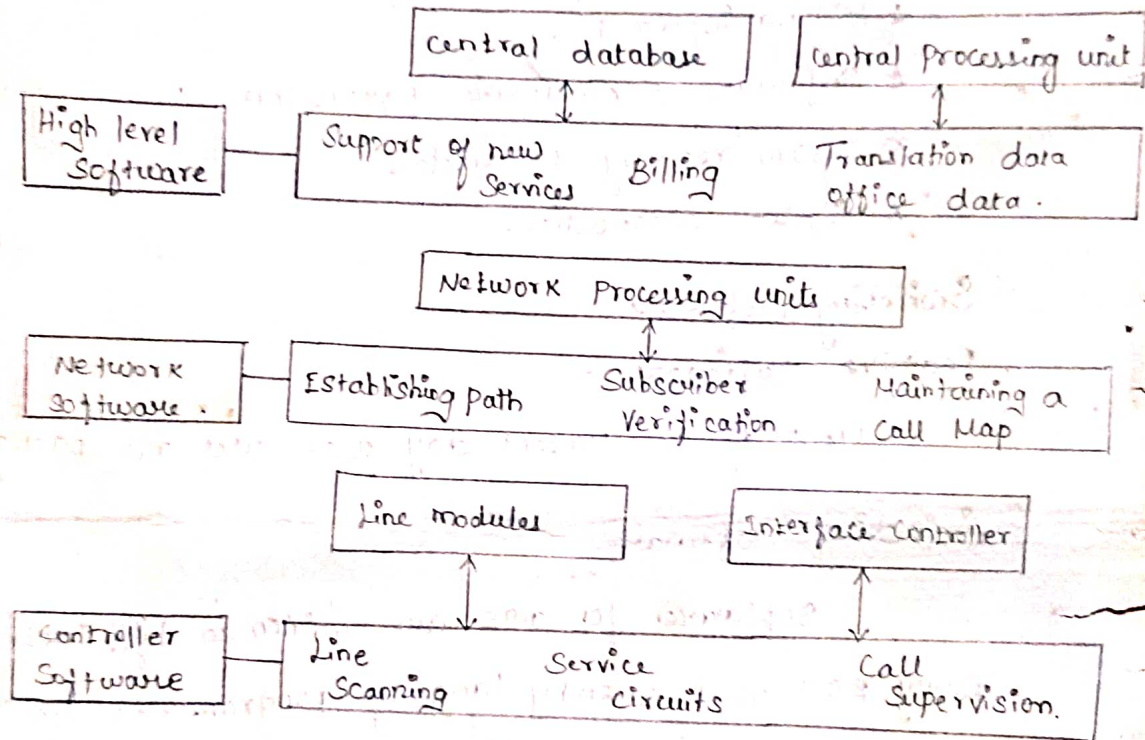 Central database
Central Processing unit
High level
Software
Support of new
Services
Billing
Translation data
office data.
Network Processing units
Network
Software.
Establishing Path
Subscriber
Verification.
Maintaining a
Call Map
Line modules
Interface Controller
Controller
Software
Line
Scanning
Service
Circuits
Call
Supervision.